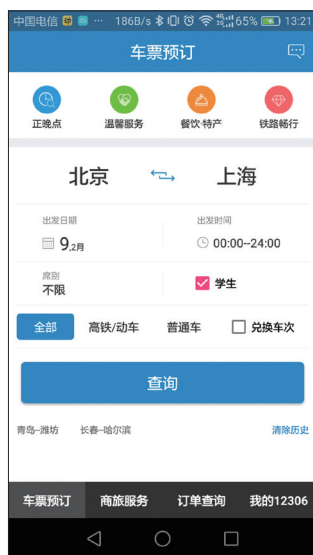 中国电信 ··· 186B/s 4G 2G 65% 13:21
车票预订
正晚点 温馨服务 餐饮·特产 铁路畅行
北京 上海
出发日期 出发时间
9,2月 00:00--24:00
席别
不限 学生
全部 高铁/动车 普通车 兑换车次
查询
青岛--潍坊 长春--哈尔滨 清除历史
车票预订 商旅服务 订单查询 我的12306